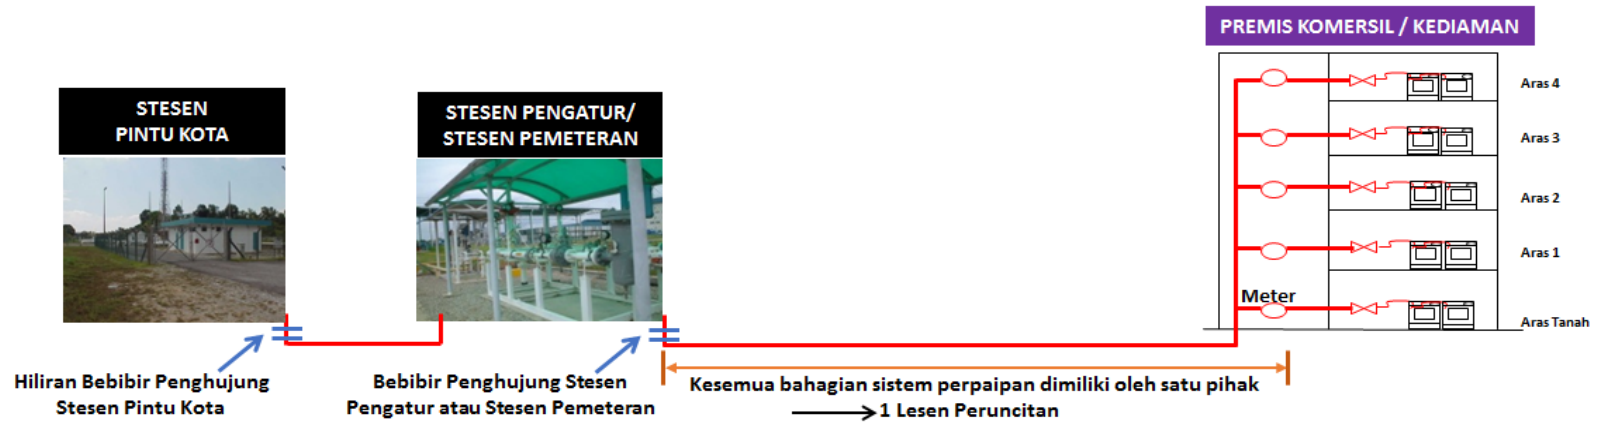 PREMIS KOMERSIL / KEDIAMAN
STESEN
PINTU KOTA
STESEN PENGATUR/
STESEN PEMETERAN
Aras 4
Aras 3
Aras 2
Aras 1
Meter
Aras Tanah
Hiliran Bebibir Penghujung
Stesen Pintu Kota
Bebibir Penghujung Stesen
Pengatur atau Stesen Pemeteran
Kesemua bahagian sistem perpaipan dimiliki oleh satu pihak
1 Lesen Peruncitan